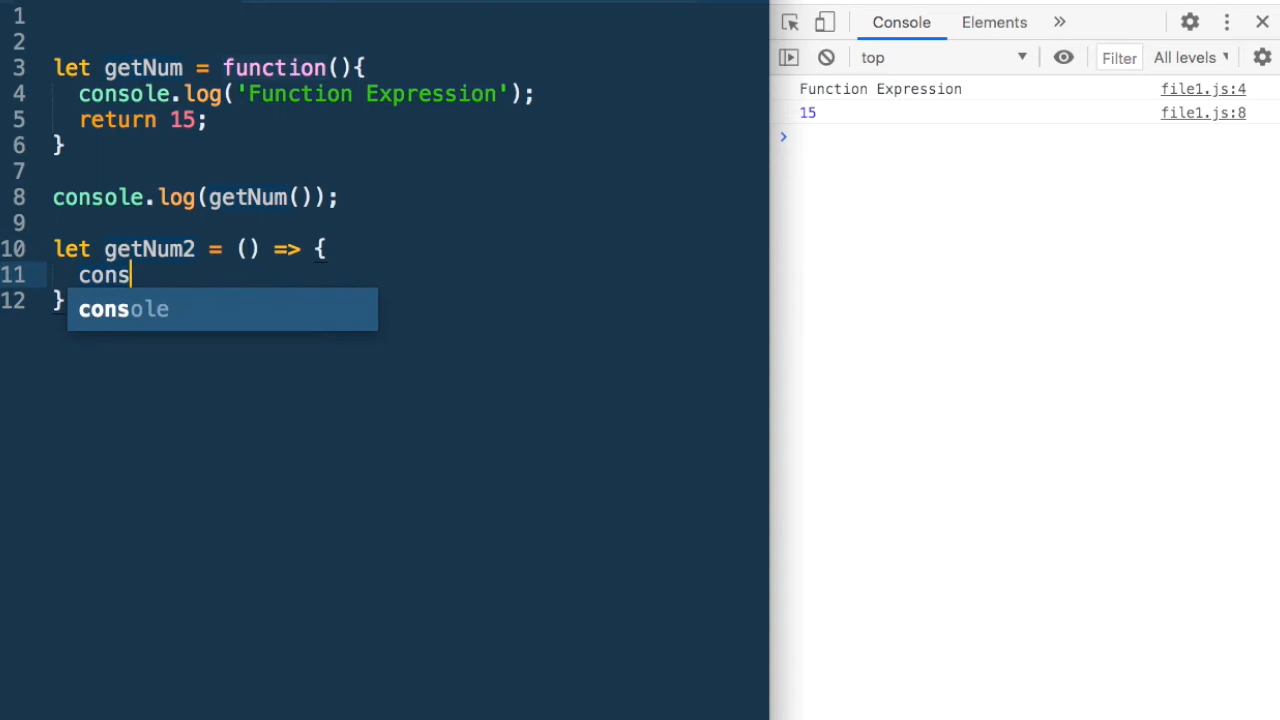 1
2
3 let getNum = function(){
4 console.log('Function Expression');
5 return 15;
6 }
7
8 console.log(getNum());
9
10 let getNum2 = () => {
11 cons
12 }
console
Console Elements »
top Filter All levels
Function Expression file1.js:4
15 file1.js:8